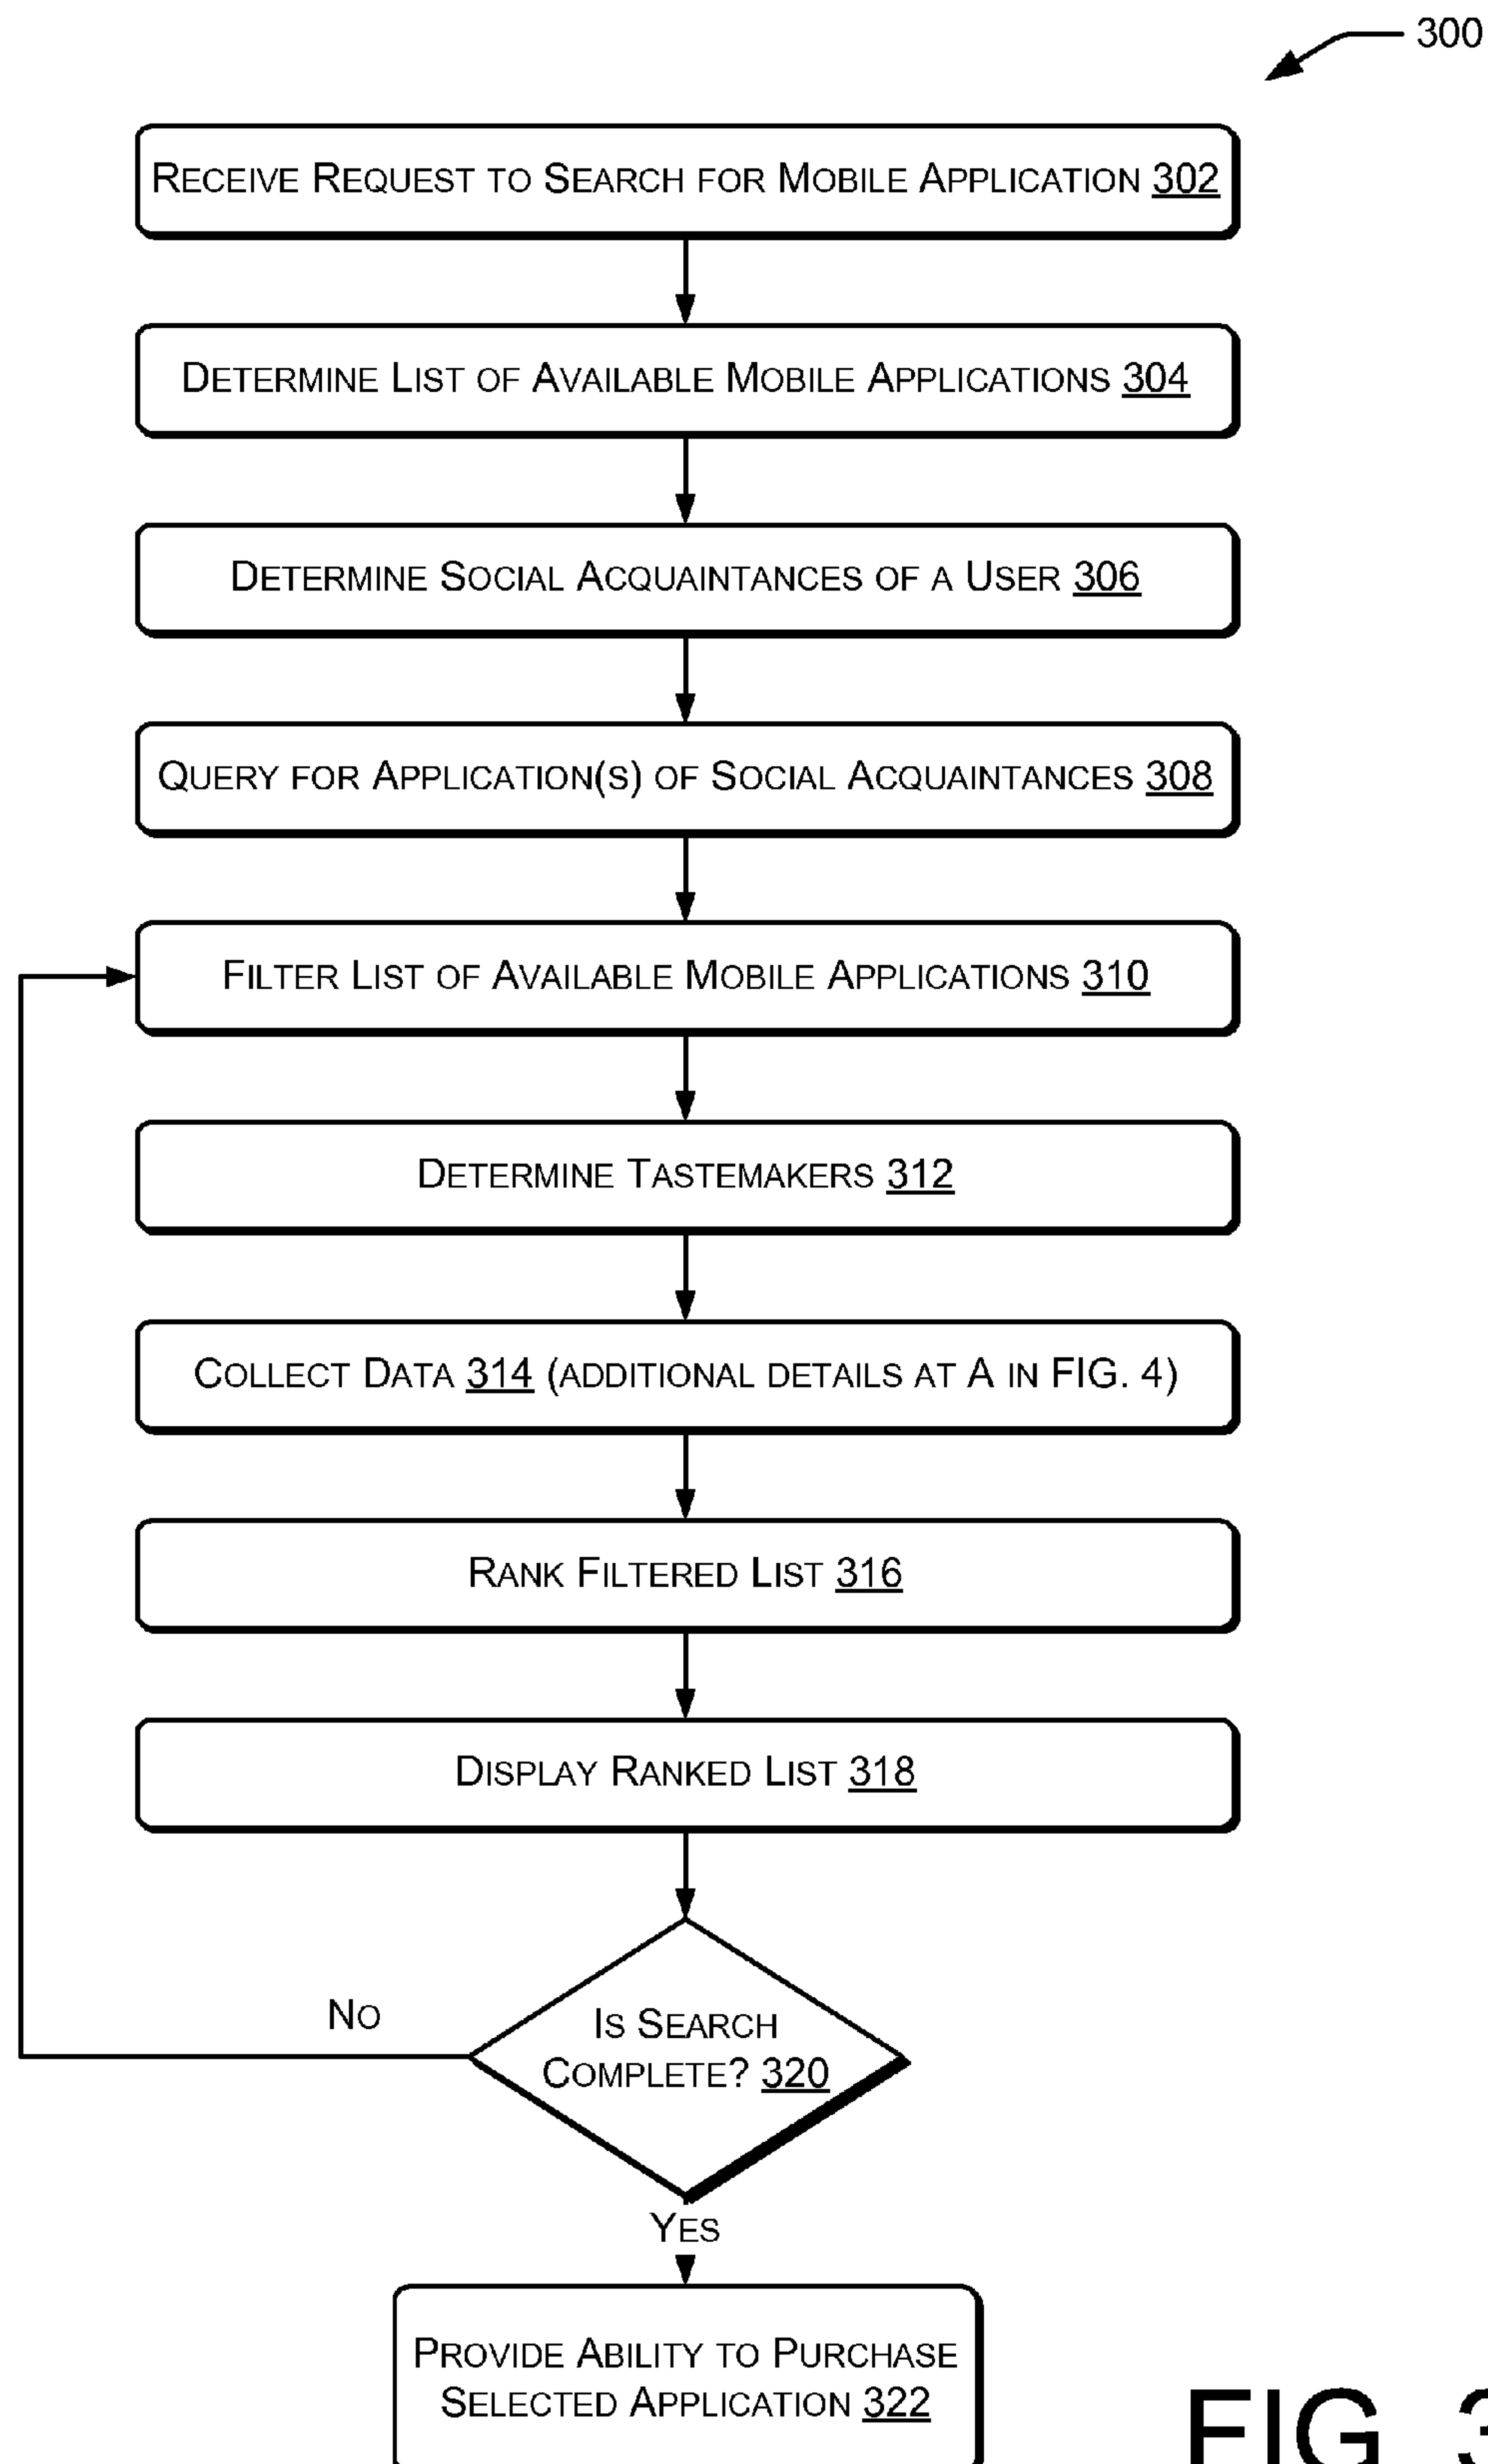 300
Receive Request to Search for Mobile Application 302
Determine List of Available Mobile Applications 304
Determine Social Acquaintances of a User 306
Query for Application(s) of Social Acquaintances 308
Filter List of Available Mobile Applications 310
Determine Tastemakers 312
Collect Data 314 (additional details at A in FIG. 4)
Rank Filtered List 316
Display Ranked List 318
No
Is Search
Complete? 320
Yes
Provide Ability to Purchase
Selected Application 322
FIG. 3